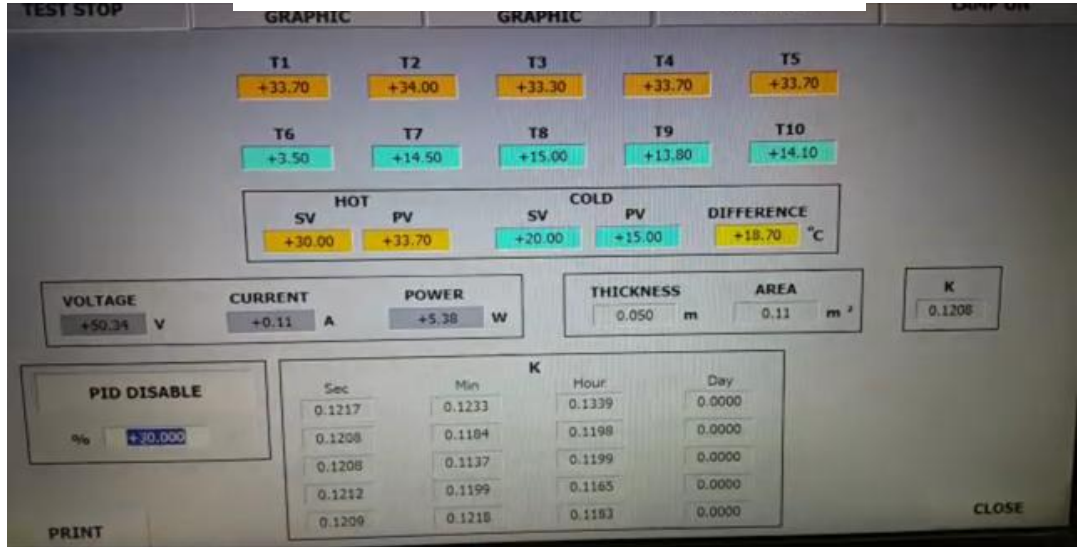 TEST STOP GRAPHIC GRAPHIC LAMP ON
T1 T2 T3 T4 T5
+33.70 +34.00 +33.30 +33.70 +33.70
T6 T7 T8 T9 T10
+3.50 +14.50 +15.00 +13.80 +14.10
HOT COLD
SV PV SV PV DIFFERENCE
+30.00 +33.70 +20.00 +15.00 +18.70 °C
VOLTAGE CURRENT POWER THICKNESS AREA K
+50.34 V +0.11 A +5.38 W 0.050 m 0.11 m² 0.1208
K
PID DISABLE Sec Min Hour Day
0.1217 0.1233 0.1339 0.0000
% +30.000 0.1208 0.1184 0.1198 0.0000
0.1208 0.1137 0.1199 0.0000
0.1212 0.1199 0.1165 0.0000
0.1209 0.1218 0.1183 0.0000
PRINT CLOSE